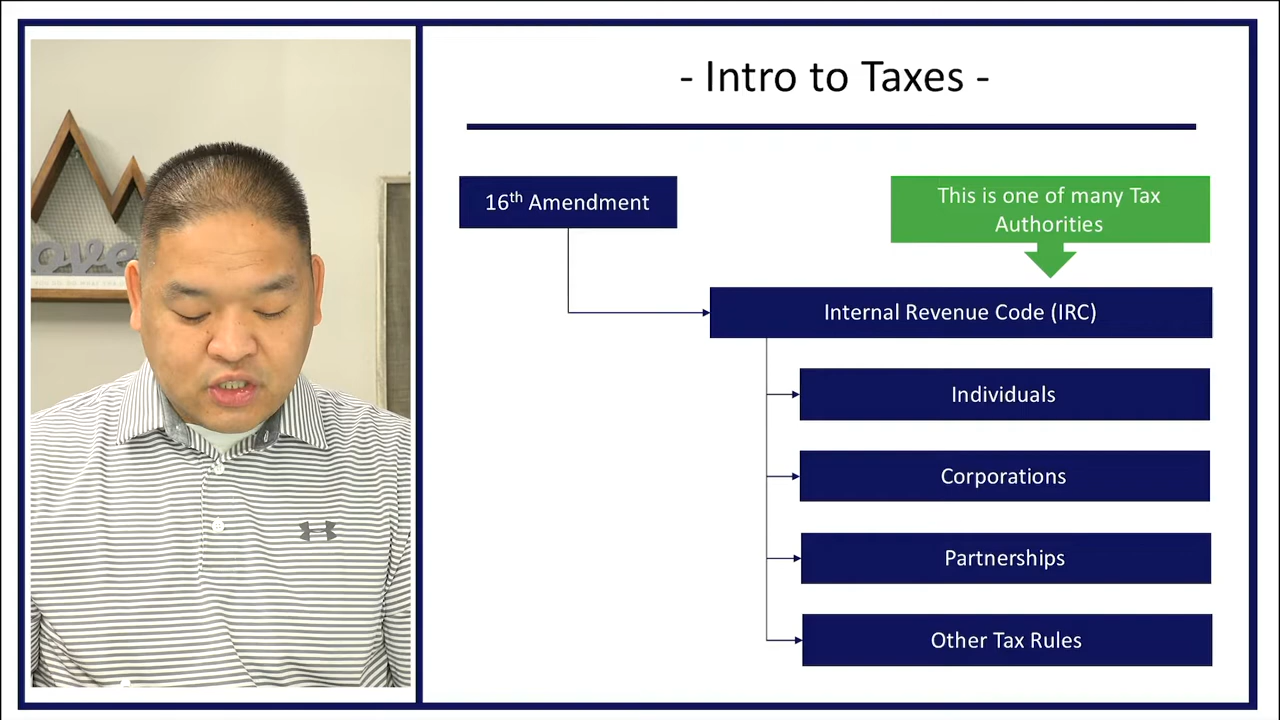 - Intro to Taxes -
16th Amendment
This is one of many Tax
Authorities
Internal Revenue Code (IRC)
Individuals
Corporations
Partnerships
Other Tax Rules